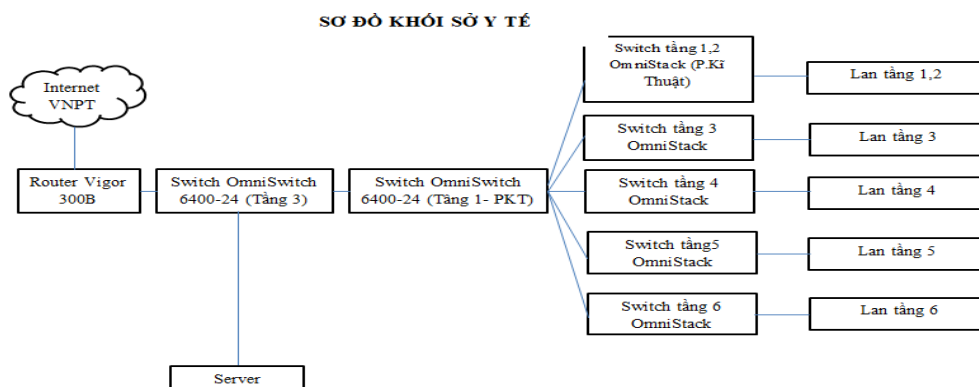 SƠ ĐỒ KHỐI SỞ Y TẾ
Internet
VNPT
Router Vigor
300B
Switch OmniSwitch
6400-24 (Tầng 3)
Switch OmniSwitch
6400-24 (Tầng 1- PKT)
Switch tầng 1,2
OmniStack (P.Kĩ
Thuật)
Lan tầng 1,2
Switch tầng 3
OmniStack
Lan tầng 3
Switch tầng 4
OmniStack
Lan tầng 4
Switch tầng5
OmniStack
Lan tầng 5
Switch tầng 6
OmniStack
Lan tầng 6
Server